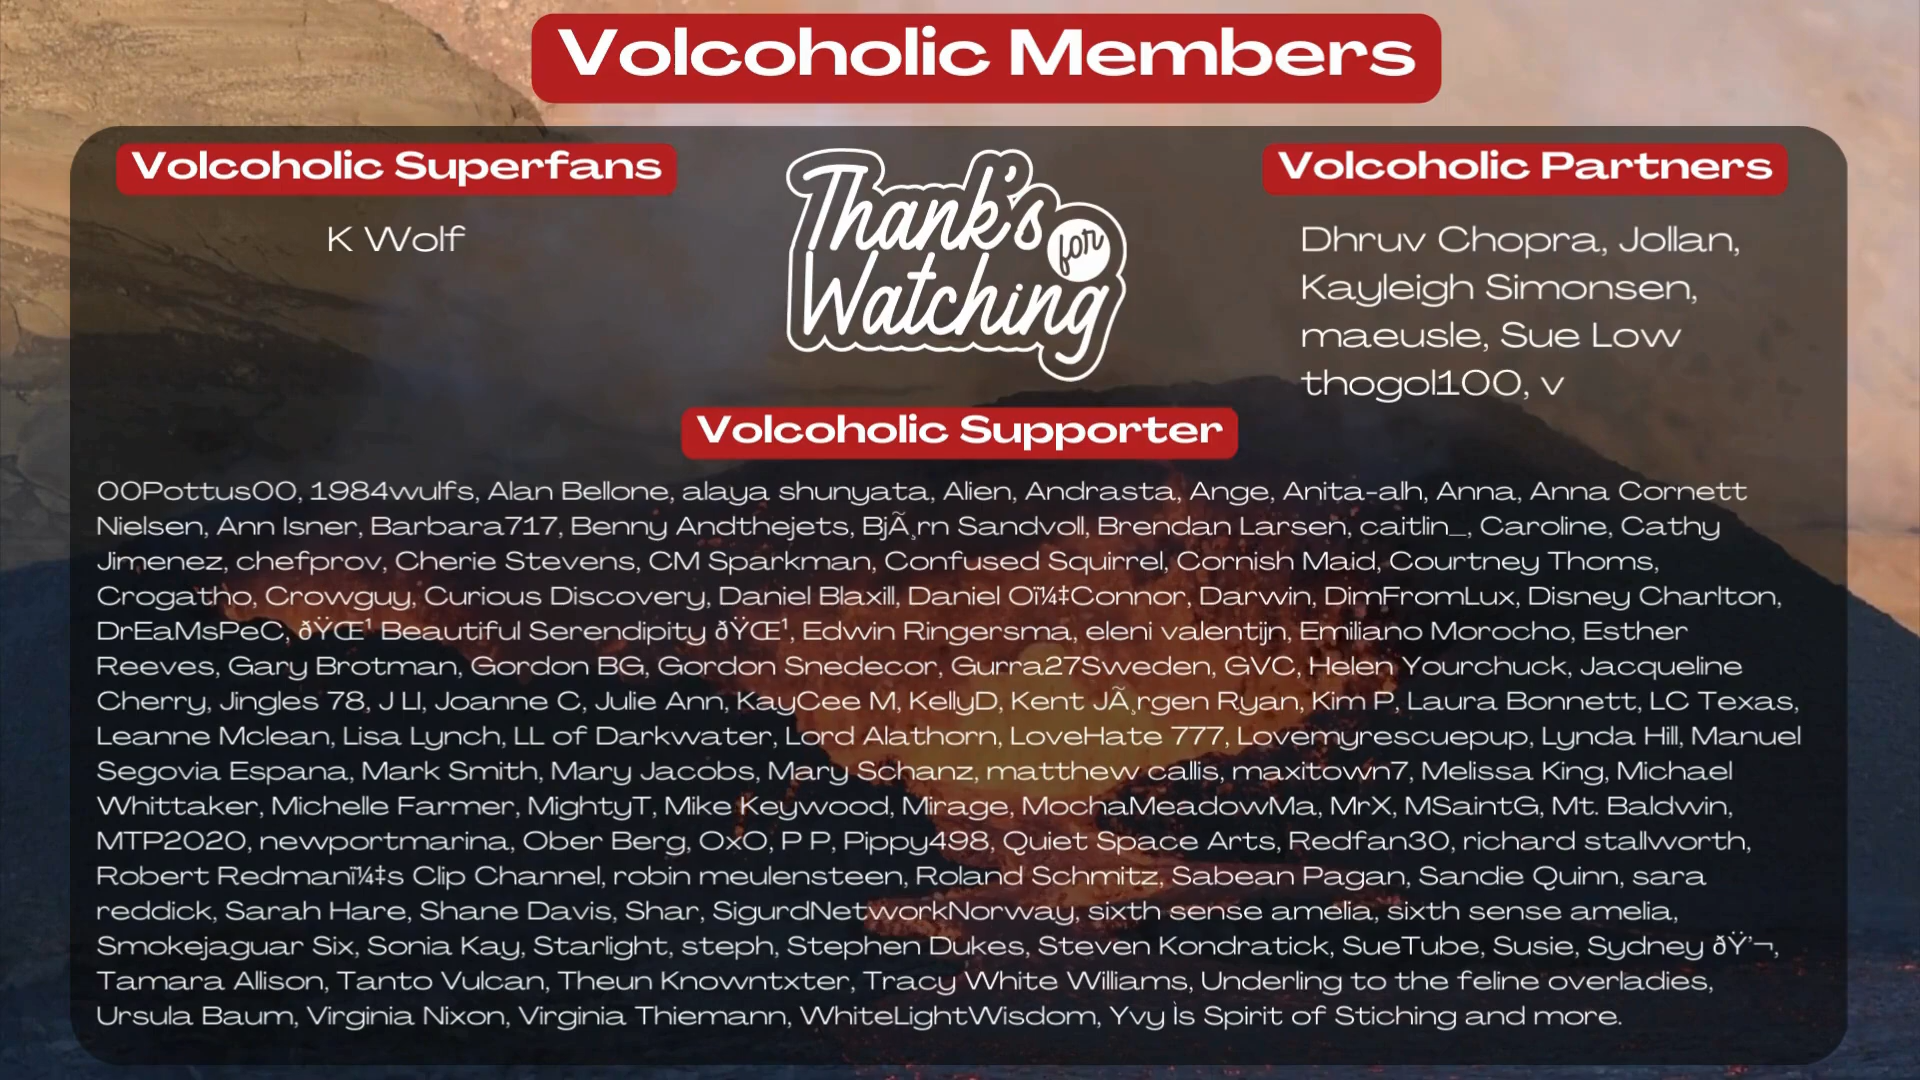 Volcoholic Members
Volcoholic Superfans
K Wolf
Thank's for
Watching
Volcoholic Partners
Dhruv Chopra, Jollan,
Kayleigh Simonsen,
maeusle, Sue Low
thogol100, v
Volcoholic Supporter
00Pottus00, 1984wulfs, Alan Bellone, alaya shunyata, Alien, Andrasta, Ange, Anița-alh, Anna, Anna Cornett
Nielsen, Ann Isner, Barbara717, Benny Andthejets, BjÃ¸rn Sandvoll, Brendan Larsen, caitlin_, Caroline, Cathy
Jimenez, chefprov, Cherie Stevens, CM Sparkman, Confused Squirrel, Cornish Maid, Courtney Thoms,
Crogatho, Crowguy, Curious Discovery, Daniel Blaxill, Daniel Oï¼‡Connor, Darwin, DimFromLux, Disney Charlton,
DrEaMsPeC, ðŸŒ¹ Beautiful Serendipity ðŸŒ¹, Edwin Ringersma, eleni valentijn, Emiliano Morocho, Esther
Reeves, Gary Brotman, Gordon BG, Gordon Snedecor, Gurra27Sweden, GVC, Helen Yourchuck, Jacqueline
Cherry, Jingles 78, J LI, Joanne C, Julie Ann, KayCee M, KellyD, Kent JÃ¸rgen Ryan, Kim P, Laura Bonnett, LC Texas,
Leanne Mclean, Lisa Lynch, LL of Darkwater, Lord Alathorn, LoveHate 777, Lovemyrescuepup, Lynda Hill, Manuel
Segovia Espana, Mark Smith, Mary Jacobs, Mary Schanz, matthew callis, maxitown7, Melissa King, Michael
Whittaker, Michelle Farmer, MightyT, Mike Keywood, Mirage, MochaMeadowMa, MrX, MSaintG, Mt. Baldwin,
MTP2020, newportmarina, Ober Berg, OxO, P P, Pippy498, Quiet Space Arts, Redfan30, richard stallworth,
Robert Redmanï¼‡s Clip Channel, robin meulensteen, Roland Schmitz, Sabean Pagan, Sandie Quinn, sara
reddick, Sarah Hare, Shane Davis, Shar, SigurdNetworkNorway, sixth sense amelia, sixth sense amelia,
Smokejaguar Six, Sonia Kay, Starlight, steph, Stephen Dukes, Steven Kondratick, SueTube, Susie, Sydney ðŸ’¬,
Tamara Allison, Tanto Vulcan, Theun Knowntxter, Tracy White Williams, Underling to the feline overladies,
Ursula Baum, Virginia Nixon, Virginia Thiemann, WhiteLightWisdom, Yvy Ìs Spirit of Stiching and more.